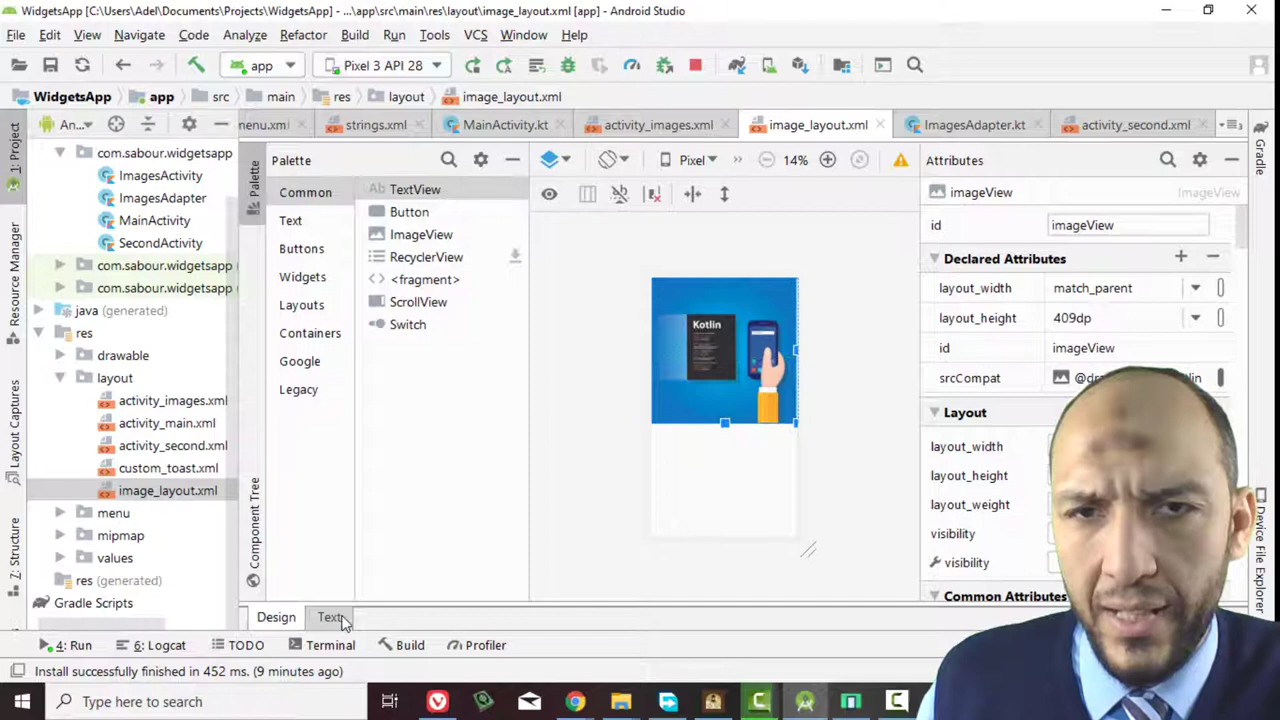 WidgetsApp [C:\Users\Adel\Documents\Projects\WidgetsApp] - ...\app\src\main\res\layout\image_layout.xml [app] - Android Studio
File Edit View Navigate Code Analyze Refactor Build Run Tools VCS Window Help
app Pixel 3 API 28
WidgetsApp app src main res layout image_layout.xml
An... menu.xml strings.xml MainActivity.kt activity_images.xml image_layout.xml ImagesAdapter.kt activity_second.xml
1: Project
Resource Manager
Layout Captures
7: Structure
com.sabour.widgetsapp
ImagesActivity
ImagesAdapter
MainActivity
SecondActivity
com.sabour.widgetsapp
com.sabour.widgetsapp
java (generated)
res
drawable
layout
activity_images.xml
activity_main.xml
activity_second.xml
custom_toast.xml
image_layout.xml
menu
mipmap
values
res (generated)
Gradle Scripts
Palette
Component Tree
Palette
Common
Text
Buttons
Widgets
Layouts
Containers
Google
Legacy
Ab TextView
Button
ImageView
RecyclerView
<fragment>
ScrollView
Switch
Pixel 14%
Kotlin
Attributes
imageView ImageView
id imageView
Declared Attributes
layout_width match_parent
layout_height 409dp
id imageView
srcCompat
Layout
layout_width
layout_height
layout_weight
visibility
visibility
Common Attributes
Gradle
Device File Explorer
Design Text
4: Run 6: Logcat TODO Terminal Build Profiler
Install successfully finished in 452 ms. (9 minutes ago)
Type here to search